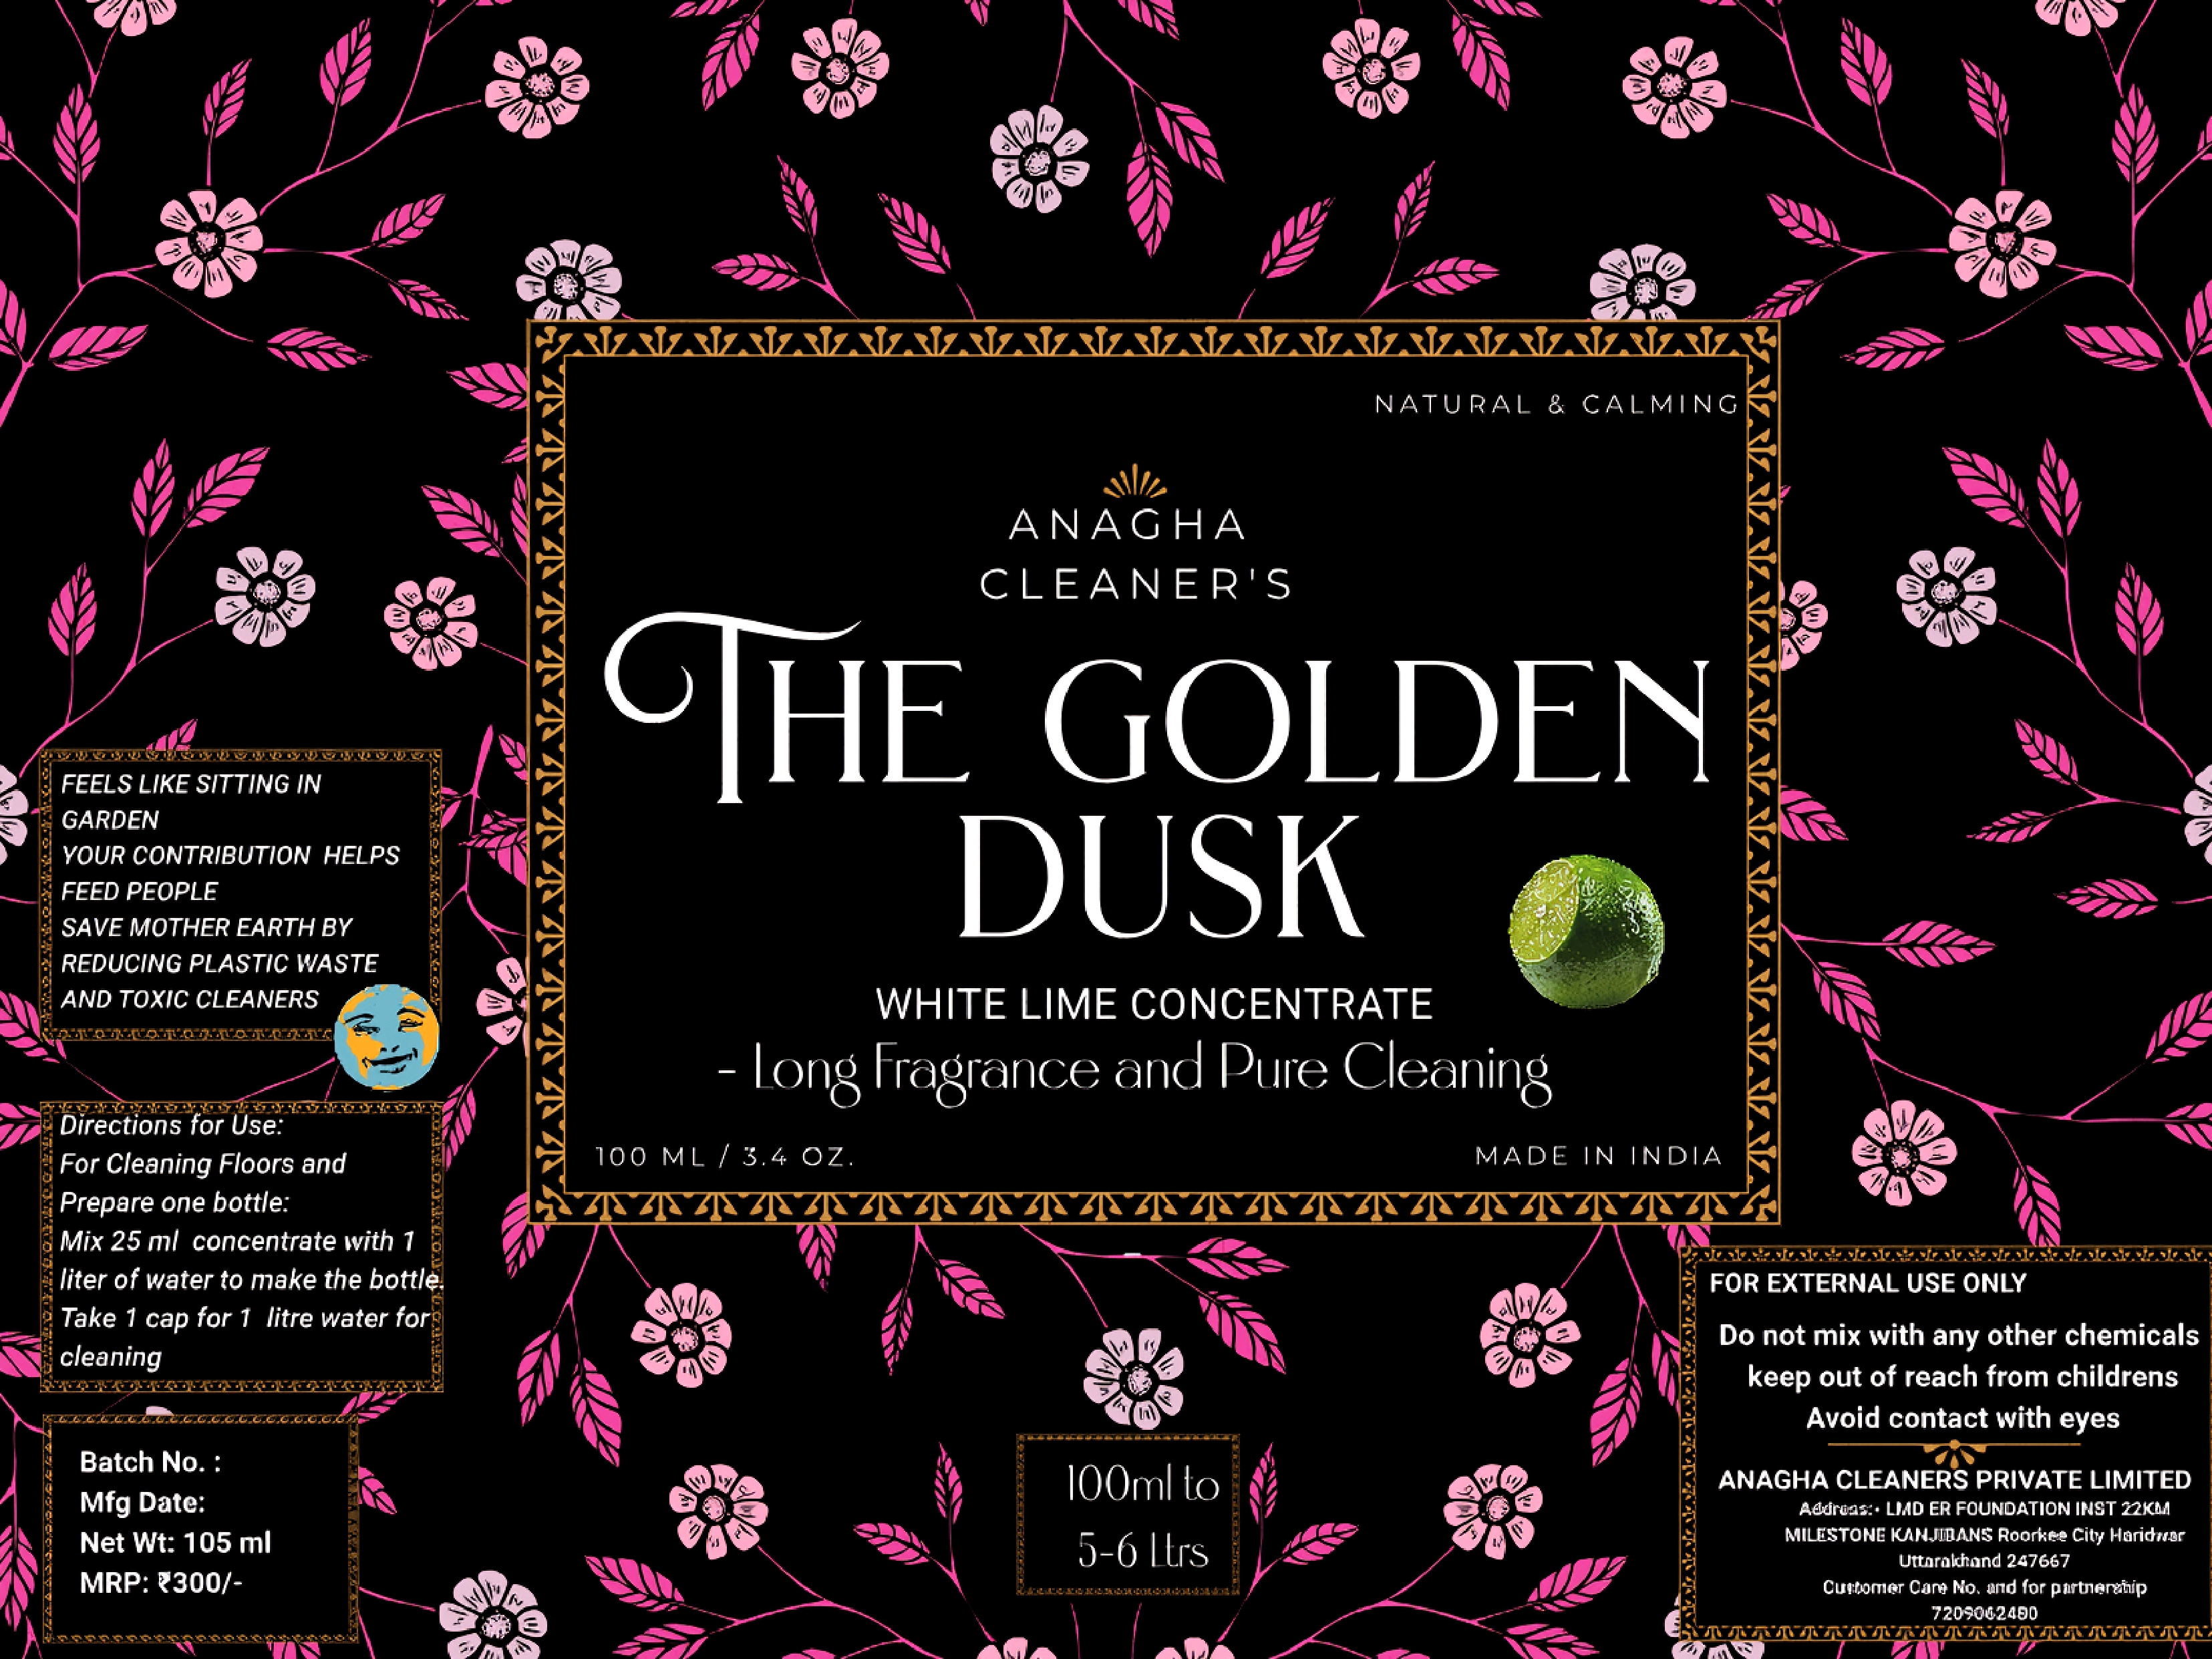 NATURAL & CALMING
ANAGHA
CLEANER'S
THE GOLDEN
DUSK
WHITE LIME CONCENTRATE
- Long Fragrance and Pure Cleaning
100 ML / 3.4 OZ.
MADE IN INDIA
FEELS LIKE SITTING IN
GARDEN
YOUR CONTRIBUTION HELPS
FEED PEOPLE
SAVE MOTHER EARTH BY
REDUCING PLASTIC WASTE
AND TOXIC CLEANERS
Directions for Use:
For Cleaning Floors and
Prepare one bottle:
Mix 25 ml concentrate with 1
liter of water to make the bottle.
Take 1 cap for 1 litre water for
cleaning
Batch No. :
Mfg Date:
Net Wt: 105 ml
MRP: ₹300/-
100ml to
5-6 Ltrs
FOR EXTERNAL USE ONLY
Do not mix with any other chemicals
keep out of reach from childrens
Avoid contact with eyes
ANAGHA CLEANERS PRIVATE LIMITED
Address:- LMD ER FOUNDATION INST 22KM
MILESTONE Roorkee City Haridwar
Uttarakhand 247667
Customer Care No. and for partnership
7209062480